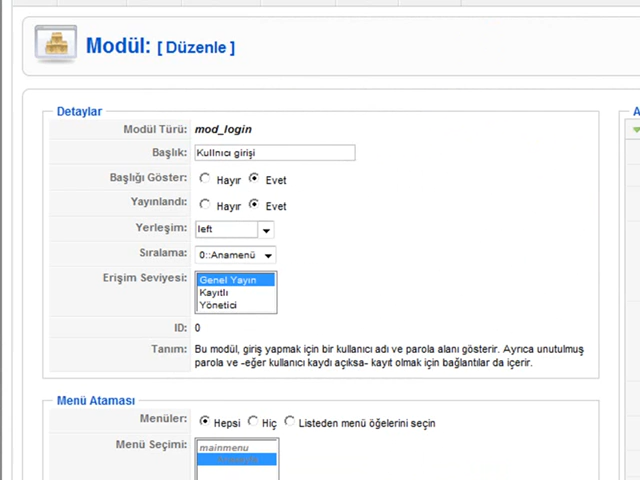 Modül: [ Düzenle ]
Detaylar
Modül Türü: mod_login
Başlık: Kullnıcı girişi
Başlığı Göster: Hayır Evet
Yayınlandı: Hayır Evet
Yerleşim: left
Sıralama: 0::Anamenü
Erişim Seviyesi: Genel Yayın
Kayıtlı
Yönetici
ID: 0
Tanım: Bu modül, giriş yapmak için bir kullanıcı adı ve parola alanı gösterir. Ayrıca unutulmuş
parola ve -eğer kullanıcı kaydı açıksa- kayıt olmak için bağlantılar da içerir.
Menü Ataması
Menüler: Hepsi Hiç Listeden menü öğelerini seçin
Menü Seçimi: mainmenu